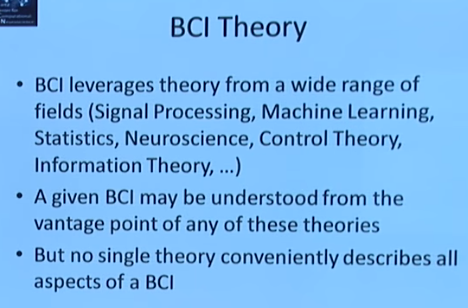 BCI Theory
• BCI leverages theory from a wide range of
fields (Signal Processing, Machine Learning,
Statistics, Neuroscience, Control Theory,
Information Theory, ...)
• A given BCI may be understood from the
vantage point of any of these theories
• But no single theory conveniently describes all
aspects of a BCI